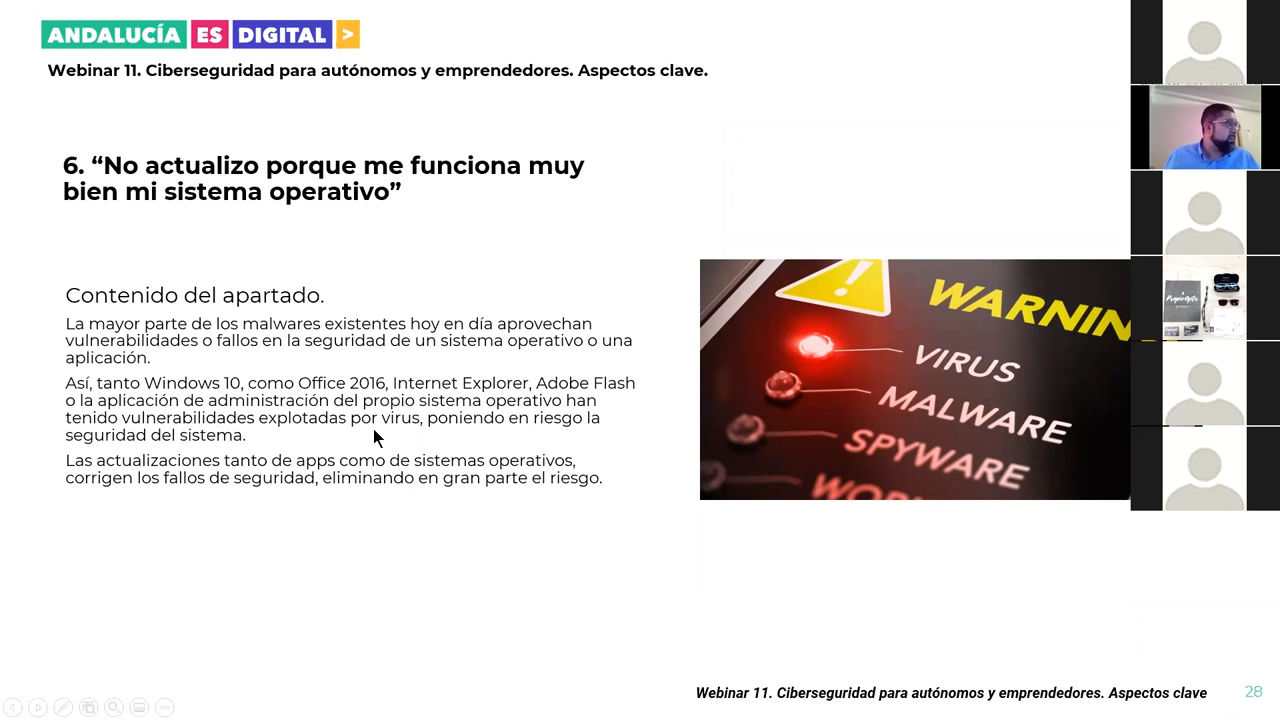 ANDALUCÍA ES DIGITAL >
Webinar 11. Ciberseguridad para autónomos y emprendedores. Aspectos clave.
6. “No actualizo porque me funciona muy
bien mi sistema operativo”
Contenido del apartado.
La mayor parte de los malwares existentes hoy en día aprovechan
vulnerabilidades o fallos en la seguridad de un sistema operativo o una
aplicación.
Así, tanto Windows 10, como Office 2016, Internet Explorer, Adobe Flash
o la aplicación de administración del propio sistema operativo han
tenido vulnerabilidades explotadas por virus, poniendo en riesgo la
seguridad del sistema.
Las actualizaciones tanto de apps como de sistemas operativos,
corrigen los fallos de seguridad, eliminando en gran parte el riesgo.
WARNIN
VIRUS
MALWARE
SPYWARE
Webinar 11. Ciberseguridad para autónomos y emprendedores. Aspectos clave
28